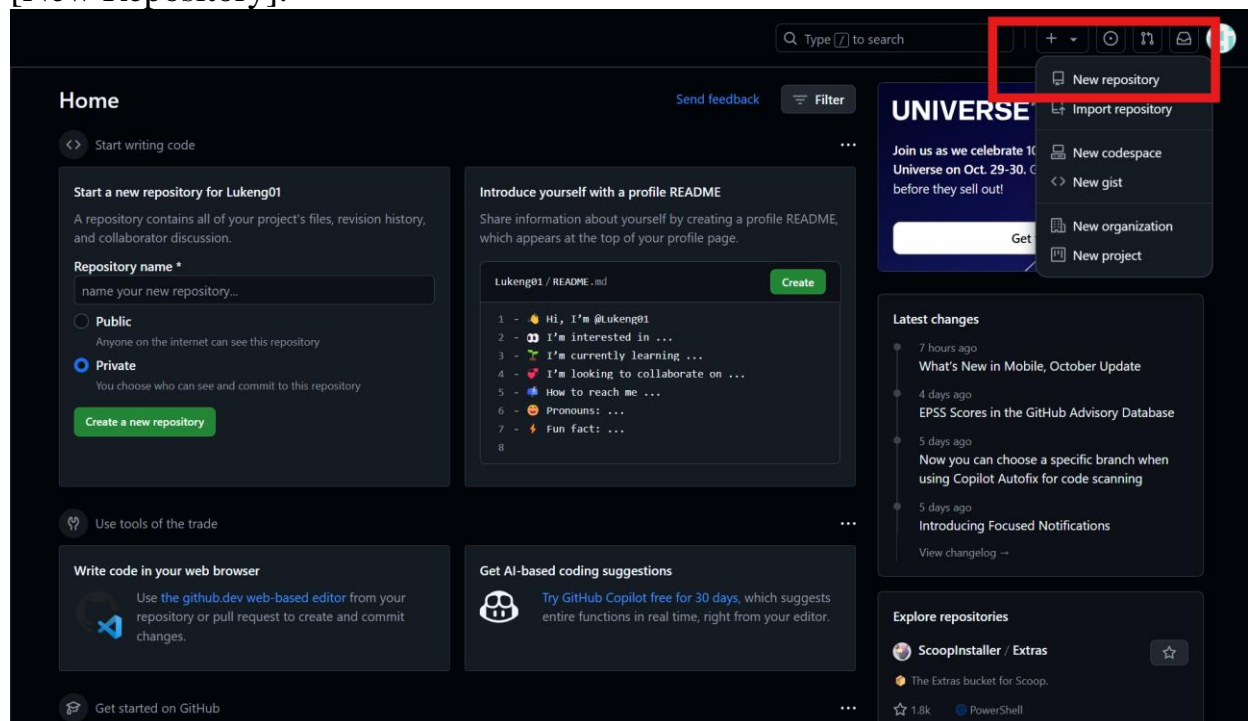 [New Repository].
Type / to search
Home
Send feedback
Filter
Start writing code
Start a new repository for Lukeng01
A repository contains all of your project's files, revision history,
and collaborator discussion.
Repository name *
name your new repository...
Public
Anyone on the internet can see this repository
Private
You choose who can see and commit to this repository
Create a new repository
Introduce yourself with a profile README
Share information about yourself by creating a profile README,
which appears at the top of your profile page.
Lukeng01 / README.md
Create
1 - 👋 Hi, I'm @Lukeng01
2 - 👀 I'm interested in ...
3 - 🌱 I'm currently learning ...
4 - 💞️ I'm looking to collaborate on ...
5 - 📫 How to reach me ...
6 - 😄 Pronouns: ...
7 - ⚡ Fun fact: ...
8
Use tools of the trade
Write code in your web browser
Use the github.dev web-based editor from your
repository or pull request to create and commit
changes.
Get AI-based coding suggestions
Try GitHub Copilot free for 30 days, which suggests
entire functions in real time, right from your editor.
Get started on GitHub
New repository
Import repository
New codespace
New gist
New organization
New project
UNIVERSE
Join us as we celebrate 10
Universe on Oct. 29-30.
before they sell out!
Get
Latest changes
7 hours ago
What's New in Mobile, October Update
4 days ago
EPSS Scores in the GitHub Advisory Database
5 days ago
Now you can choose a specific branch when
using Copilot Autofix for code scanning
5 days ago
Introducing Focused Notifications
View changelog →
Explore repositories
ScoopInstaller / Extras
The Extras bucket for Scoop.
1.8k PowerShell